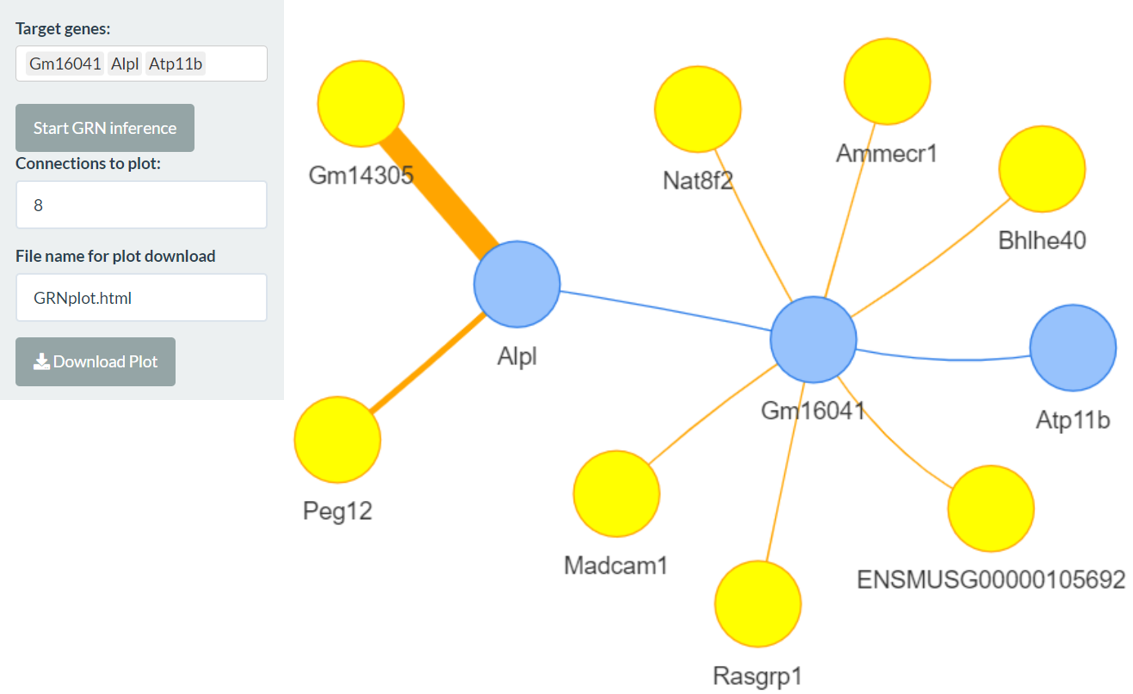 Target genes:
Gm16041 Alpl Atp11b
Start GRN inference
Connections to plot:
8
File name for plot download
GRNplot.html
Download Plot
Gm14305
Nat8f2
Ammecr1
Bhlhe40
Alpl
Gm16041
Atp11b
Peg12
Madcam1
ENSMUSG00000105692
Rasgrp1